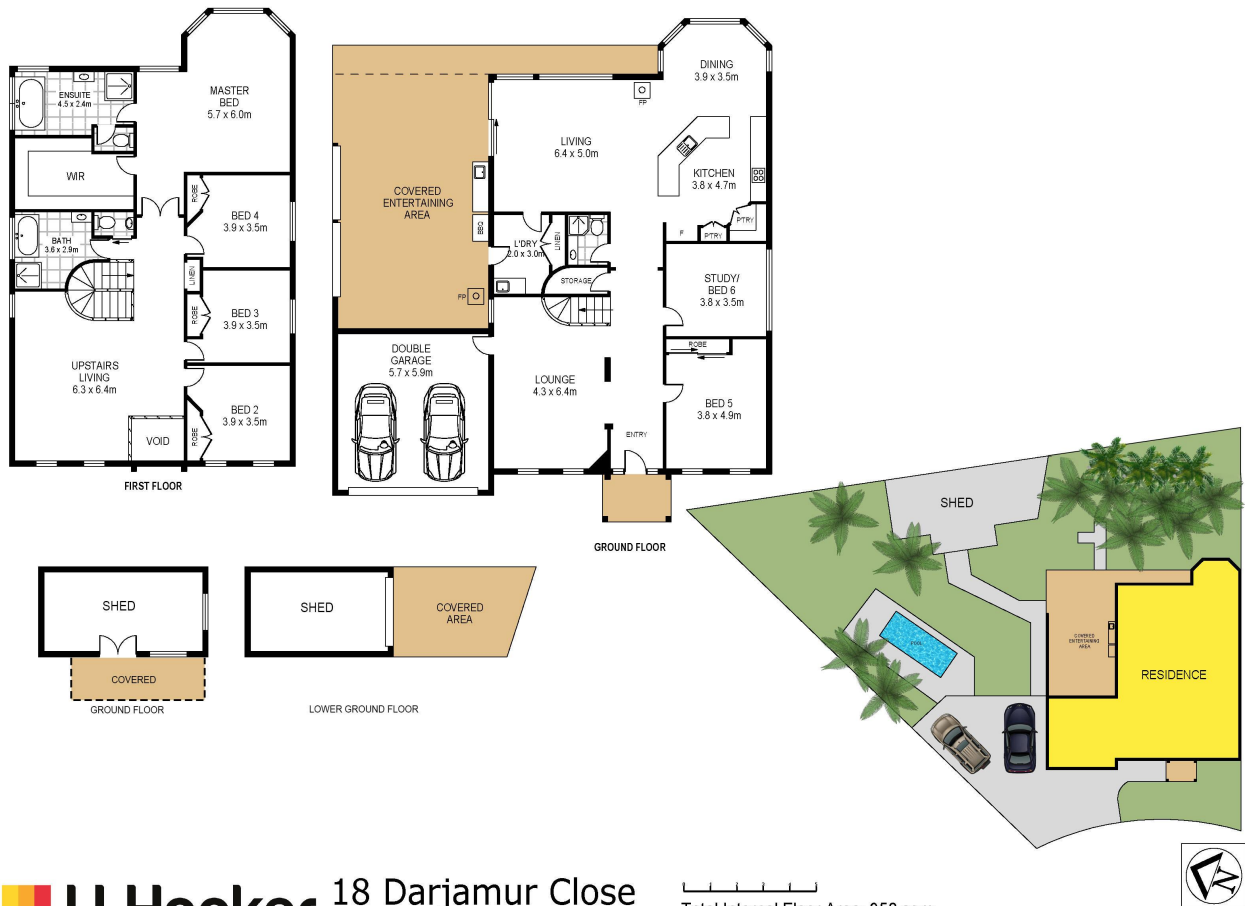 ENSUITE
4.5 x 2.4m
MASTER
BED
5.7 x 6.0m
WIR
ROBE
BED 4
3.9 x 3.5m
BATH
3.6 x 2.9m
LINEN
ROBE
BED 3
3.9 x 3.5m
UPSTAIRS
LIVING
6.3 x 6.4m
VOID
ROBE
BED 2
3.9 x 3.5m
FIRST FLOOR
DINING
3.9 x 3.5m
FP
LIVING
6.4 x 5.0m
KITCHEN
3.8 x 4.7m
COVERED
ENTERTAINING
AREA
BBQ
L'DRY
2.0 x 3.0m
LINEN
F
P'TRY
P'TRY
STORAGE
STUDY/
BED 6
3.8 x 3.5m
FP
DOUBLE
GARAGE
5.7 x 5.9m
LOUNGE
4.3 x 6.4m
ROBE
BED 5
3.8 x 4.9m
ENTRY
GROUND FLOOR
SHED
COVERED
GROUND FLOOR
SHED
COVERED
AREA
LOWER GROUND FLOOR
SHED
POOL
COVERED
ENTERTAINING
AREA
RESIDENCE
N
18 Darjamur Close